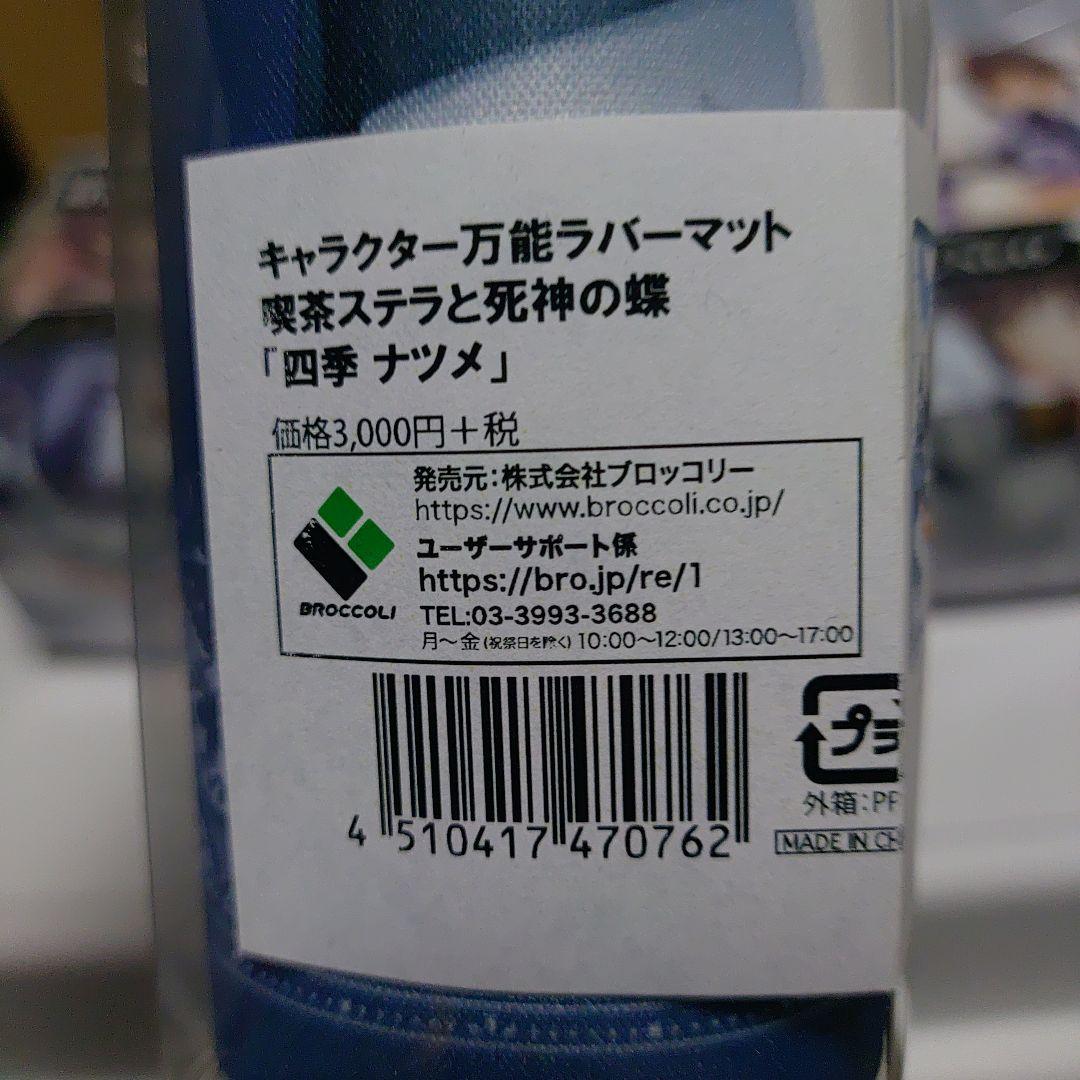 キャラクター万能ラバーマット
喫茶ステラと死神の蝶
「四季 ナツメ」
価格3,000円＋税
発売元：株式会社ブロッコリー
https://www.broccoli.co.jp/
ユーザーサポート係
https://bro.jp/re/1
TEL:03-3993-3688
月～金(祝祭日を除く) 10:00～12:00/13:00～17:00
BROCCOLI
4 510417 470762
プラ
外箱：PP
MADE IN CH